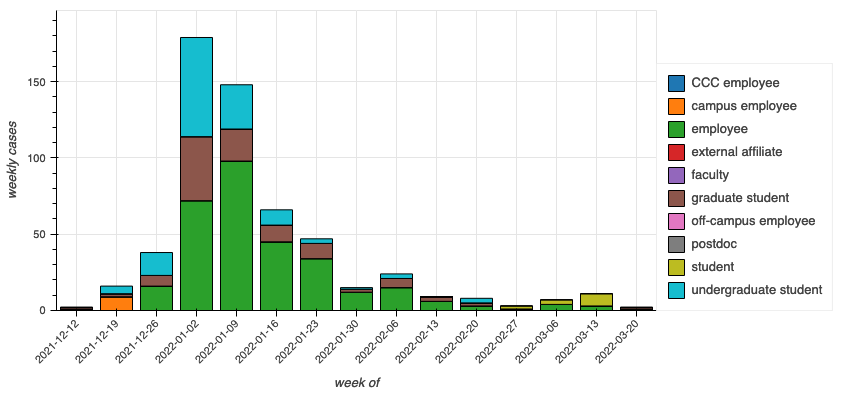 weekly cases
150
100
50
0
2021-12-12
2021-12-19
2021-12-26
2022-01-02
2022-01-09
2022-01-16
2022-01-23
2022-01-30
2022-02-06
2022-02-13
2022-02-20
2022-02-27
2022-03-06
2022-03-13
2022-03-20
week of
CCC employee
campus employee
employee
external affiliate
faculty
graduate student
off-campus employee
postdoc
student
undergraduate student